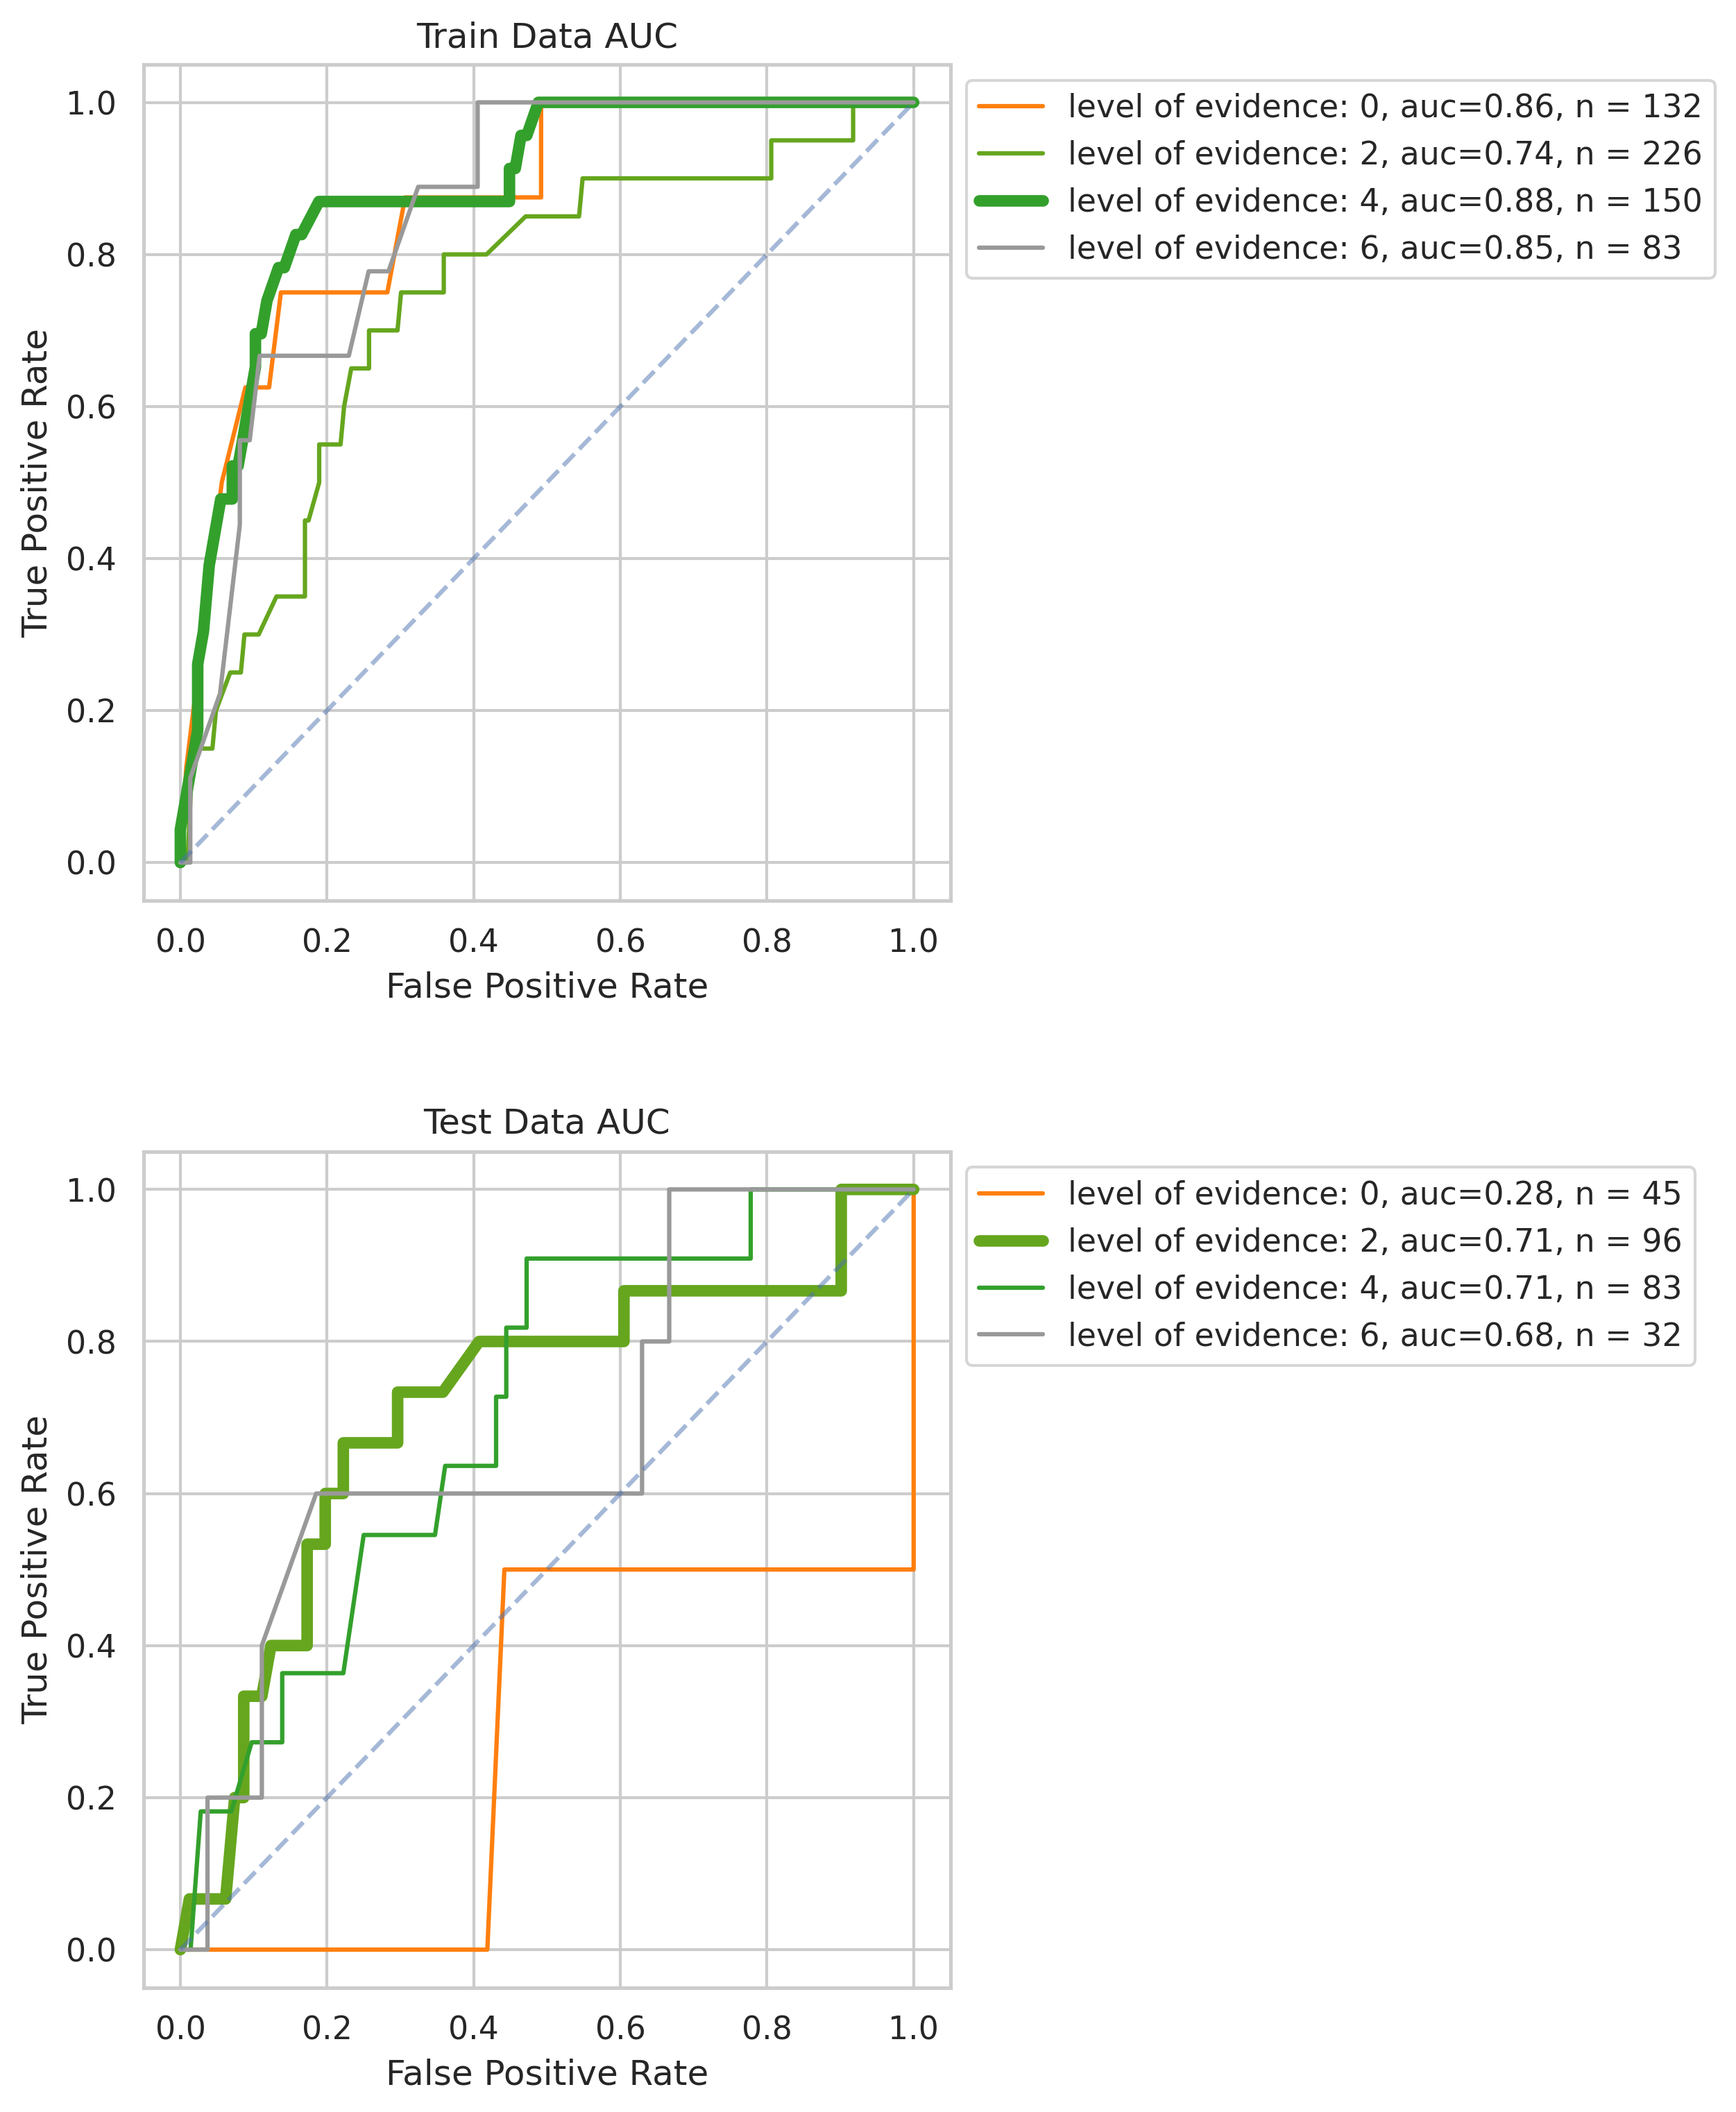 Train Data AUC
level of evidence: 0, auc=0.86, n = 132
level of evidence: 2, auc=0.74, n = 226
level of evidence: 4, auc=0.88, n = 150
level of evidence: 6, auc=0.85, n = 83
True Positive Rate
1.0
0.8
0.6
0.4
0.2
0.0
0.0 0.2 0.4 0.6 0.8 1.0
False Positive Rate
Test Data AUC
level of evidence: 0, auc=0.28, n = 45
level of evidence: 2, auc=0.71, n = 96
level of evidence: 4, auc=0.71, n = 83
level of evidence: 6, auc=0.68, n = 32
True Positive Rate
1.0
0.8
0.6
0.4
0.2
0.0
0.0 0.2 0.4 0.6 0.8 1.0
False Positive Rate